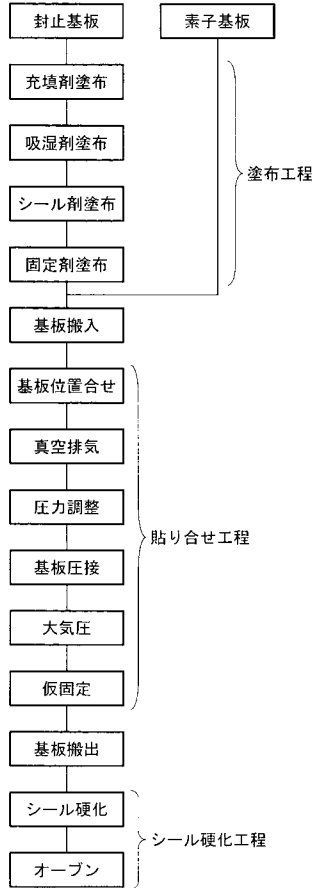 封止基板
素子基板
充填剤塗布
吸湿剤塗布
シール剤塗布
固定剤塗布
塗布工程
基板搬入
基板位置合せ
真空排気
圧力調整
基板圧接
大気圧
仮固定
貼り合せ工程
基板搬出
シール硬化
オーブン
シール硬化工程